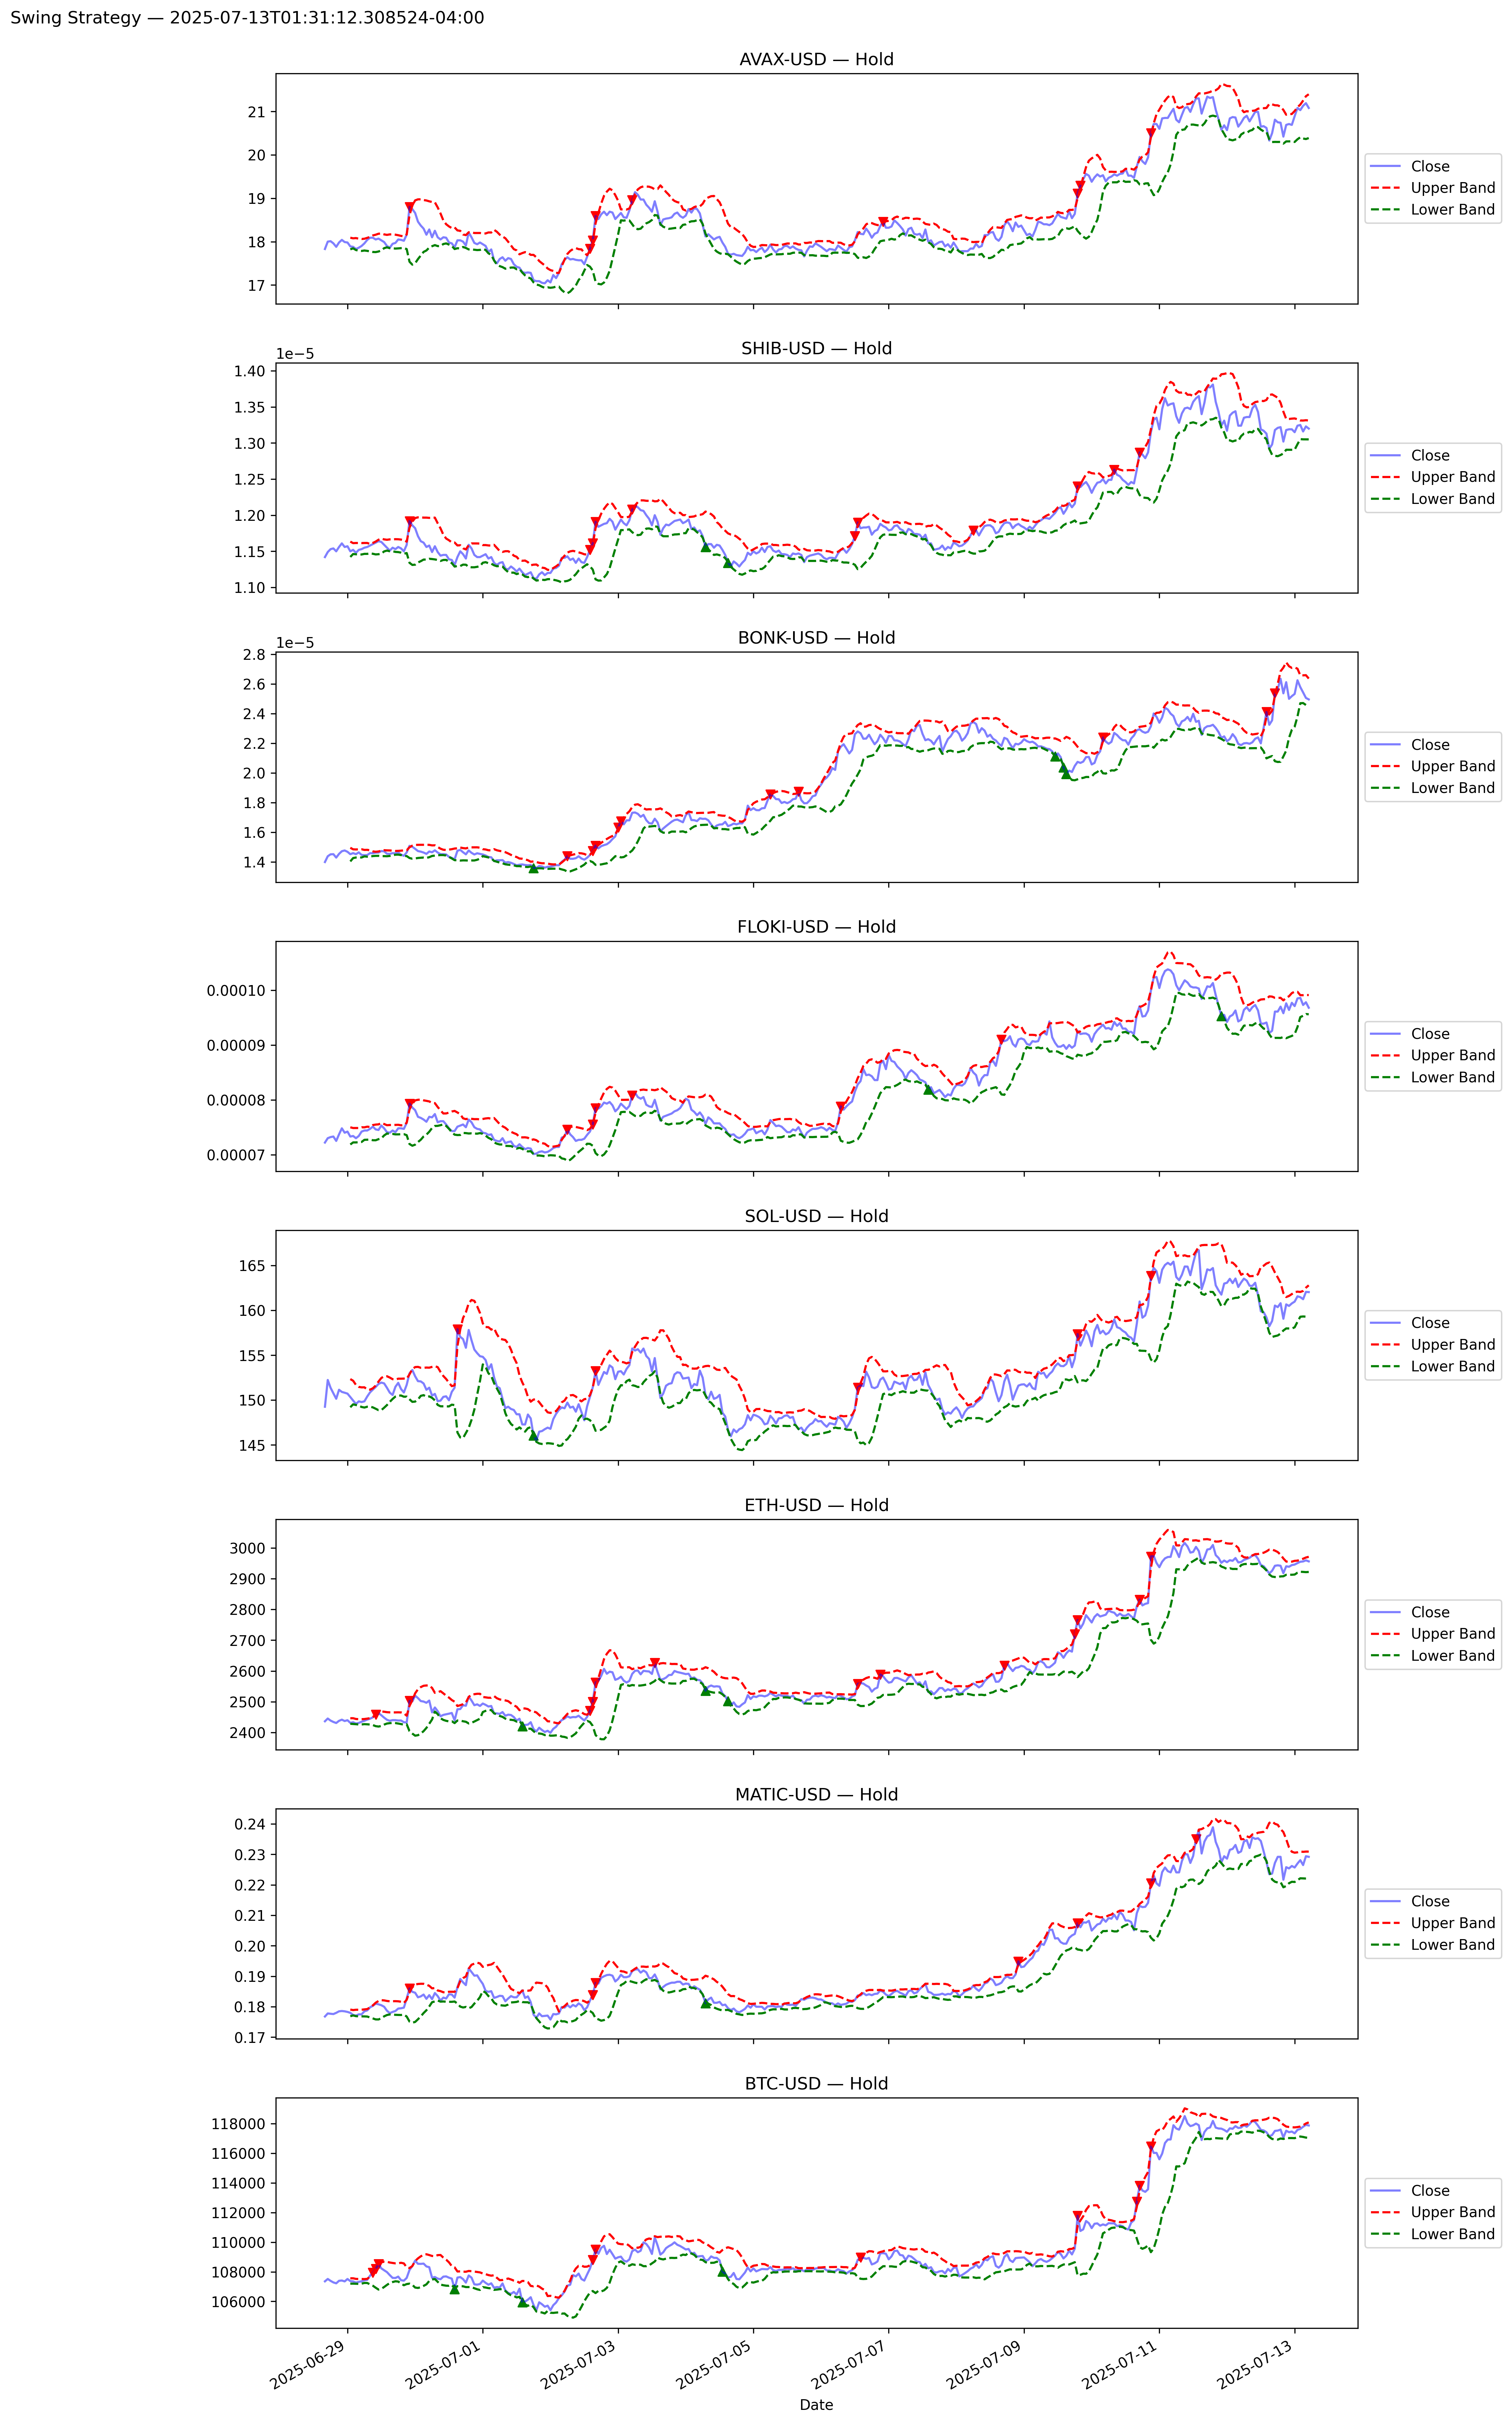 Swing Strategy — 2025-07-13T01:31:12.308524-04:00
AVAX-USD — Hold
21
20
19
18
17
Close
Upper Band
Lower Band
SHIB-USD — Hold
1e−5
1.40
1.35
1.30
1.25
1.20
1.15
1.10
Close
Upper Band
Lower Band
BONK-USD — Hold
1e−5
2.8
2.6
2.4
2.2
2.0
1.8
1.6
1.4
Close
Upper Band
Lower Band
FLOKI-USD — Hold
0.00010
0.00009
0.00008
0.00007
Close
Upper Band
Lower Band
SOL-USD — Hold
165
160
155
150
145
Close
Upper Band
Lower Band
ETH-USD — Hold
3000
2900
2800
2700
2600
2500
2400
Close
Upper Band
Lower Band
MATIC-USD — Hold
0.24
0.23
0.22
0.21
0.20
0.19
0.18
0.17
Close
Upper Band
Lower Band
BTC-USD — Hold
118000
116000
114000
112000
110000
108000
106000
Close
Upper Band
Lower Band
2025-06-29
2025-07-01
2025-07-03
2025-07-05
2025-07-07
2025-07-09
2025-07-11
2025-07-13
Date